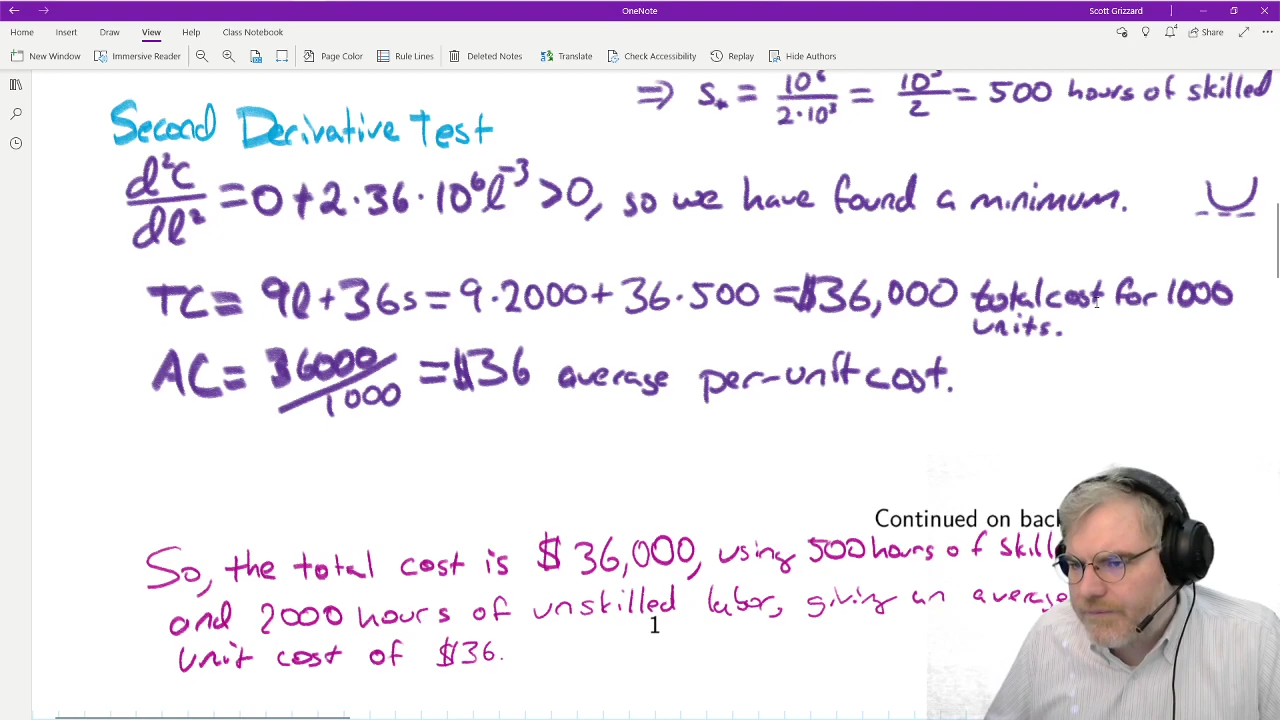 OneNote
Scott Grizzard
Home Insert Draw View Help Class Notebook
Share
New Window Immersive Reader Page Color Rule Lines Deleted Notes Translate Check Accessibility Replay Hide Authors
⇒ s* = 10⁶/2·10³ = 10³/2 = 500 hours of skilled
Second Derivative Test
d²C/dl² = 0 + 2·36·10⁶l⁻³ > 0, so we have found a minimum.
TC = 9l + 36s = 9·2000 + 36·500 = $36,000 total cost for 1000
units.
AC = 36000/1000 = $36 average per-unit cost.
Continued on back
So, the total cost is $36,000, using 500 hours of skill
and 2000 hours of unskilled labor, giving an average
1
unit cost of $36.